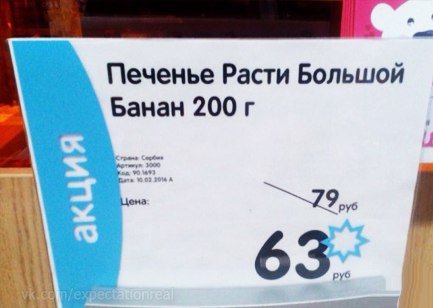 Печенье Расти Большой
Банан 200 г
Страна: Сербия
Артикул: 3000
Код: 90.1693
Дата: 10.02.2016 А
Цена:
79 руб
63 руб
акция
vk.com/expectationreal